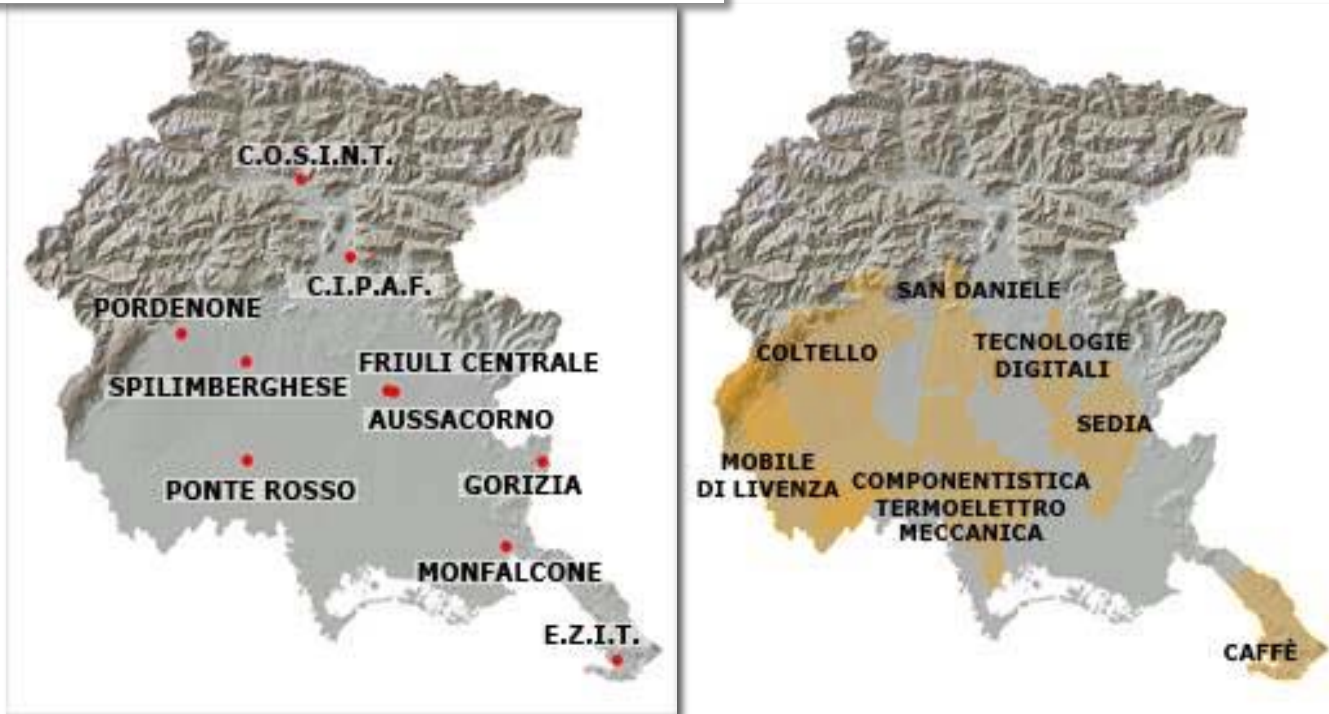 C.O.S.I.N.T.
C.I.P.A.F.
PORDENONE
SPILIMBERGHESE
FRIULI CENTRALE
AUSSACORNO
PONTE ROSSO
GORIZIA
MONFALCONE
E.Z.I.T.
SAN DANIELE
COLTELLO
TECNOLOGIE
DIGITALI
SEDIA
MOBILE
DI LIVENZA
COMPONENTISTICA
TERMOELETTRO
MECCANICA
CAFFÈ